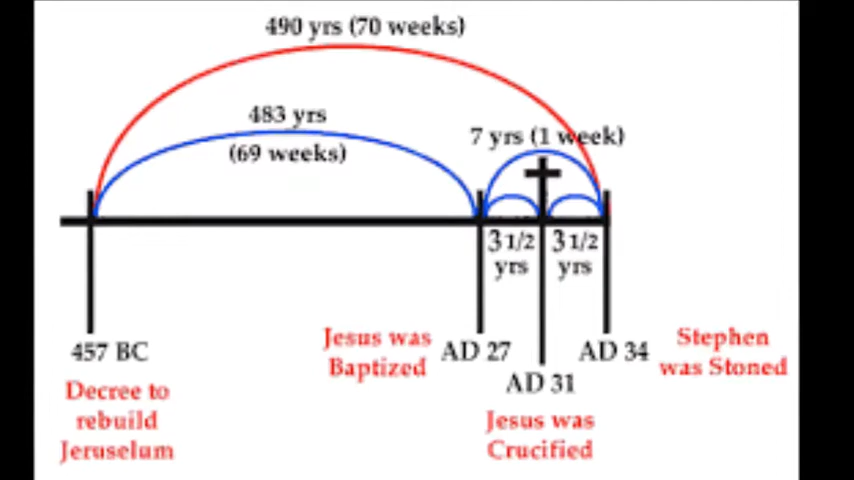 490 yrs (70 weeks)
483 yrs
(69 weeks)
7 yrs (1 week)
3 1/2
yrs
3 1/2
yrs
457 BC
Decree to
rebuild
Jeruselum
Jesus was
Baptized
AD 27
AD 31
Jesus was
Crucified
AD 34
Stephen
was Stoned